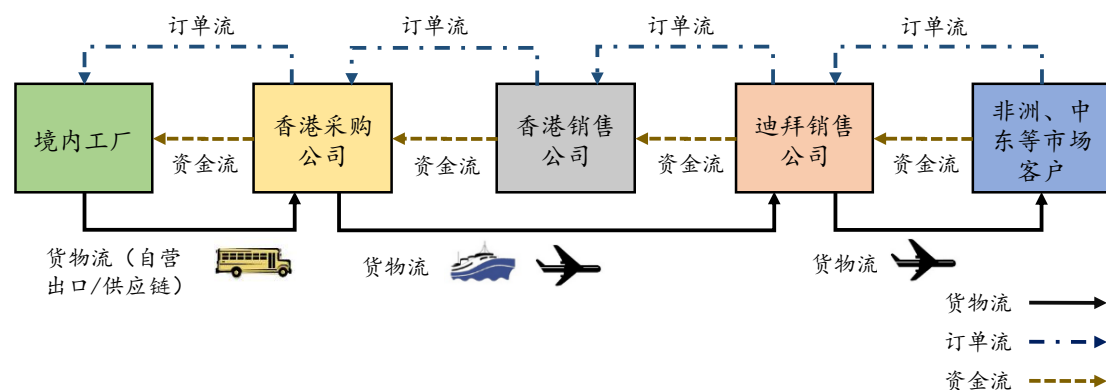 订单流
订单流
订单流
订单流
境内工厂
资金流
香港采购
公司
资金流
香港销售
公司
资金流
迪拜销售
公司
资金流
非洲、中
东等市场
客户
货物流（自营
出口/供应链）
货物流
货物流
货物流
订单流
资金流